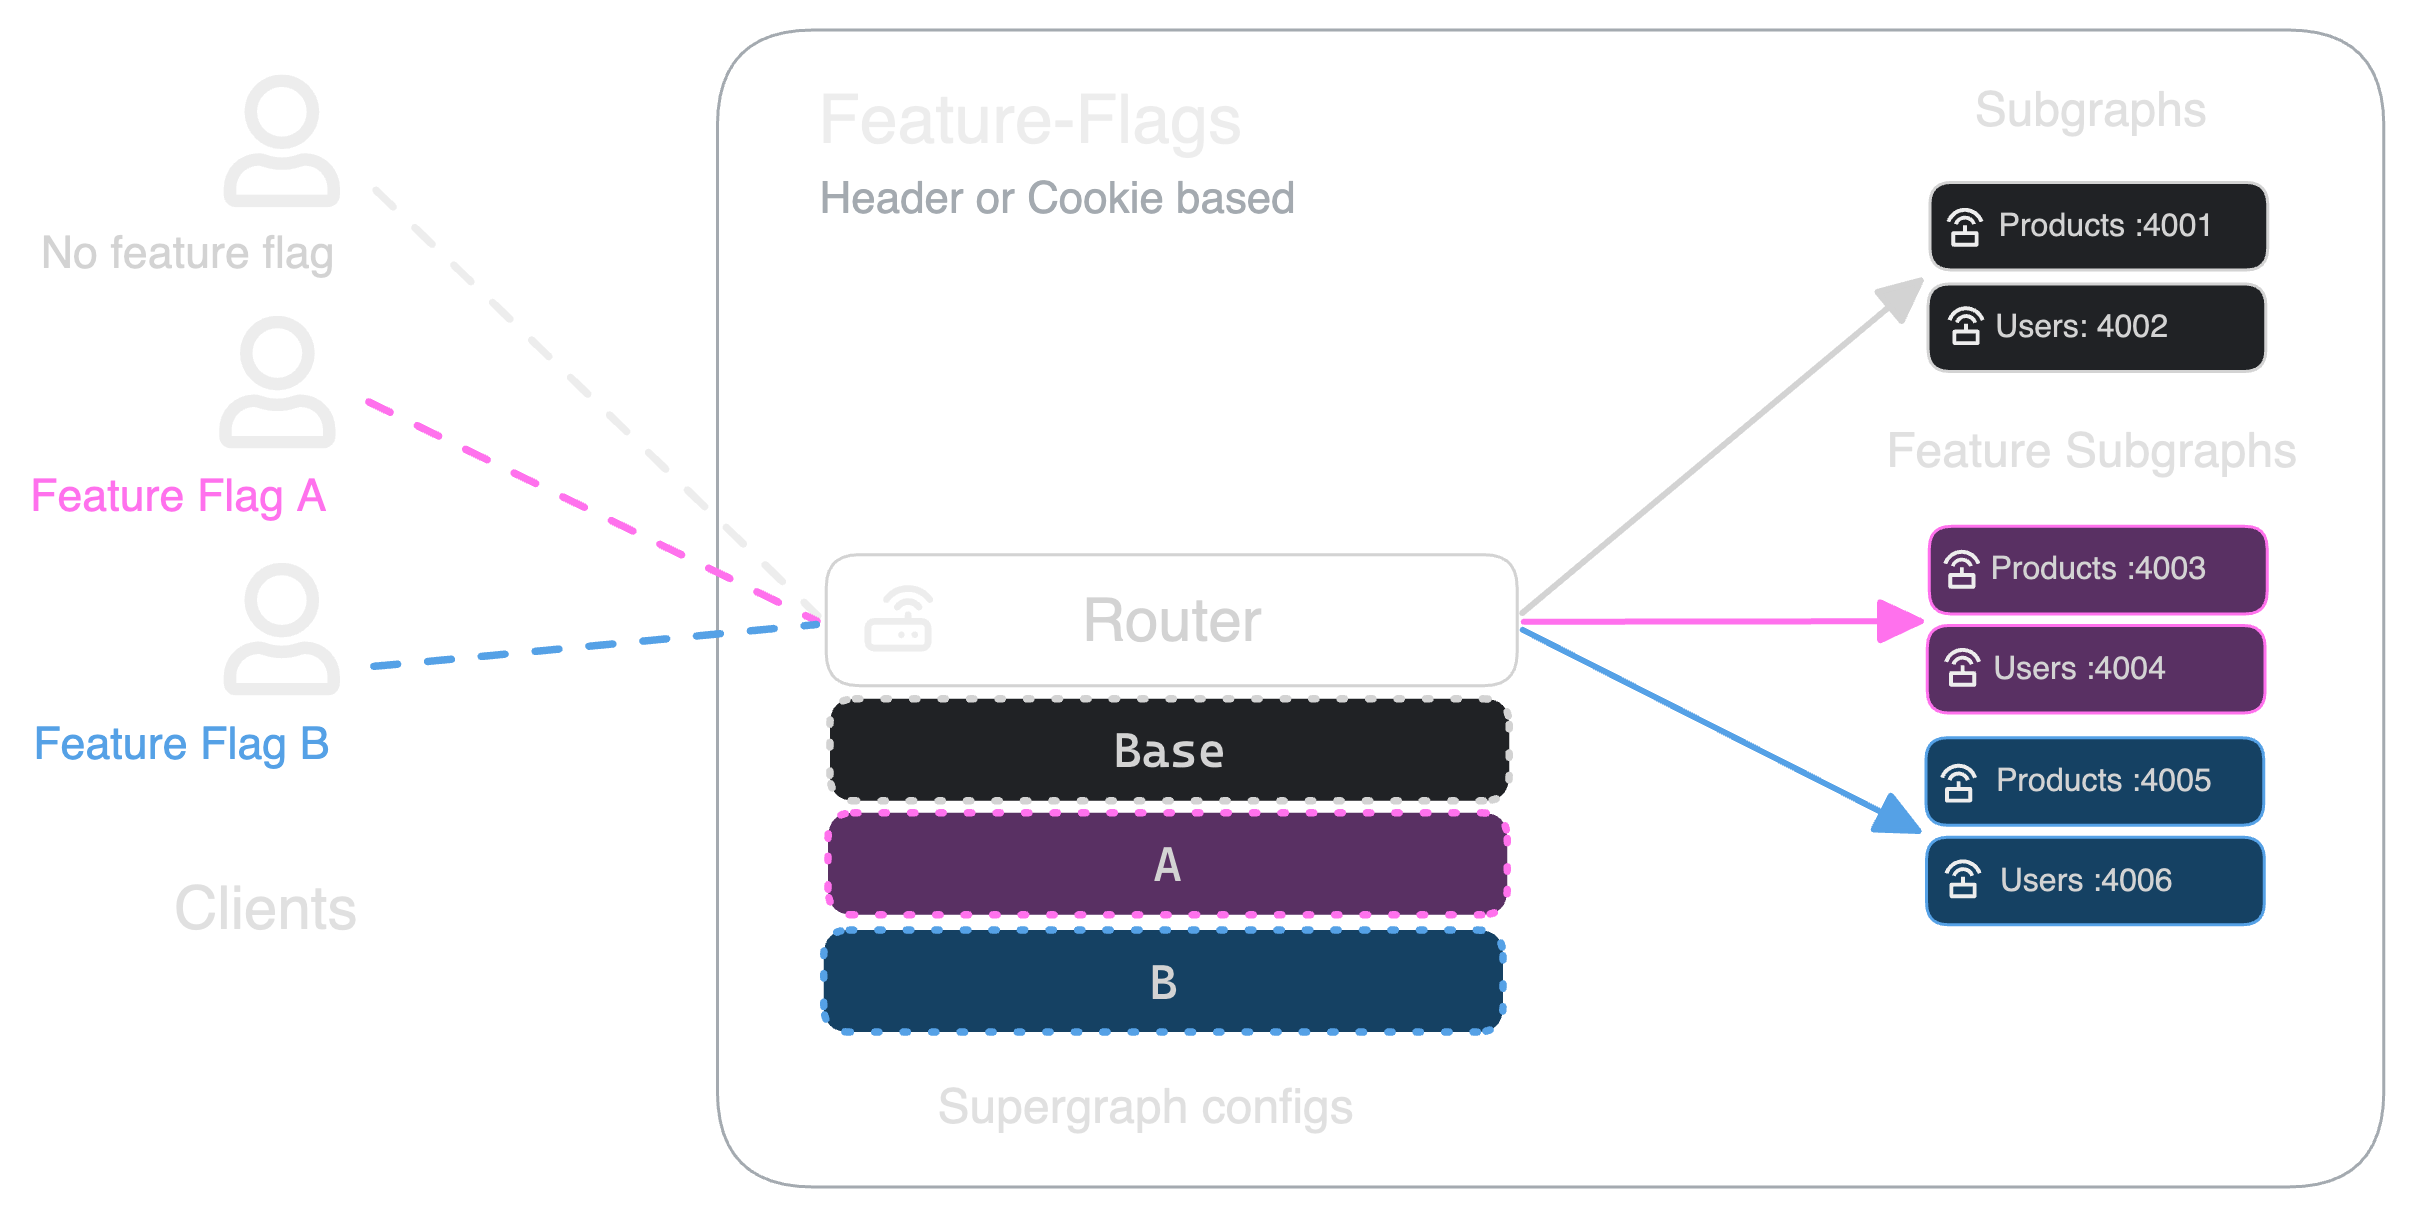 No feature flag
Feature Flag A
Feature Flag B
Clients
Feature-Flags
Header or Cookie based
Router
Base
A
B
Supergraph configs
Subgraphs
Products :4001
Users: 4002
Feature Subgraphs
Products :4003
Users :4004
Products :4005
Users :4006